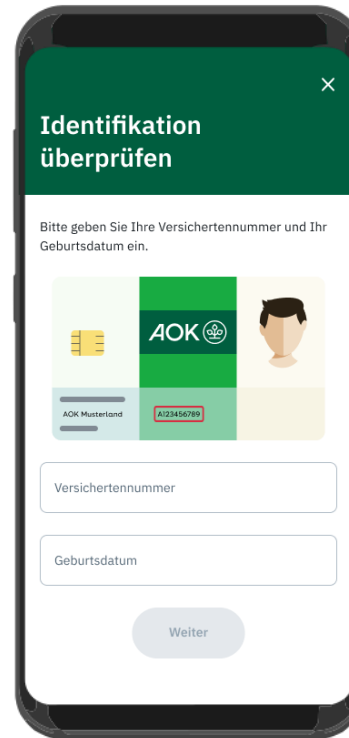 Identifikation
überprüfen
Bitte geben Sie Ihre Versichertennummer und Ihr
Geburtsdatum ein.
AOK
AOK Musterland
A123456789
Versichertennummer
Geburtsdatum
Weiter